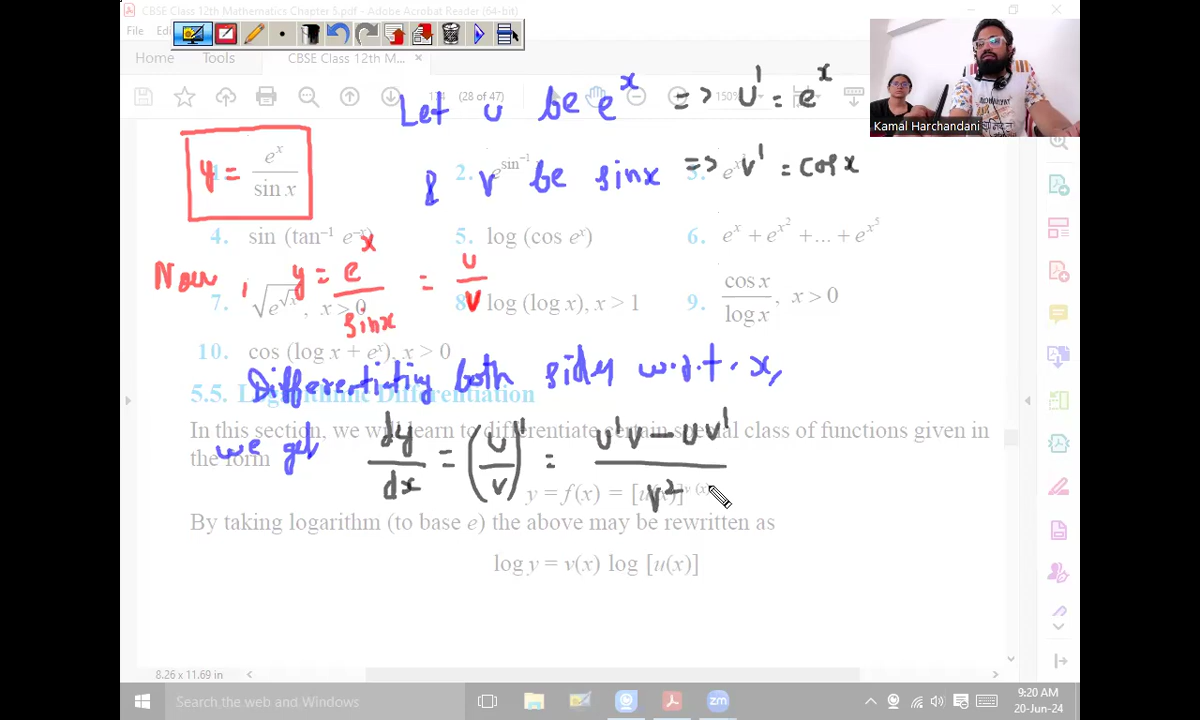 CBSE Class 12th Mathematics Chapter 5.pdf - Adobe Acrobat Reader (64-bit)
File
Home Tools CBSE Class 12th M... ×
(28 of 47) 150%
Kamal Harchandani
Let u be e^x => u' = e^x
& v be sinx => v' = cosx
y = e^x / sin x
2. e^sin^-1
4. sin (tan^-1 e^-x) 5. log (cos e^x) 6. e^x + e^x^2 +... + e^x^5
Now, y = e^x / sinx = u / v
7. √e^√x, x > 0 8. log (log x), x > 1 9. cos x / log x, x > 0
10. cos (log x + e^x), x > 0
Differentiating both sides w.r.t. x,
5.5. Logarithmic Differentiation
In this section, we will learn to differentiate certain special class of functions given in
the form
we get dy/dx = (u/v)' = u'v - uv' / v^2
y = f(x) = [u(x)]^v (x)
By taking logarithm (to base e) the above may be rewritten as
log y = v(x) log [u(x)]
8.26 x 11.69 in
Search the web and Windows
zm
9:20 AM
20-Jun-24